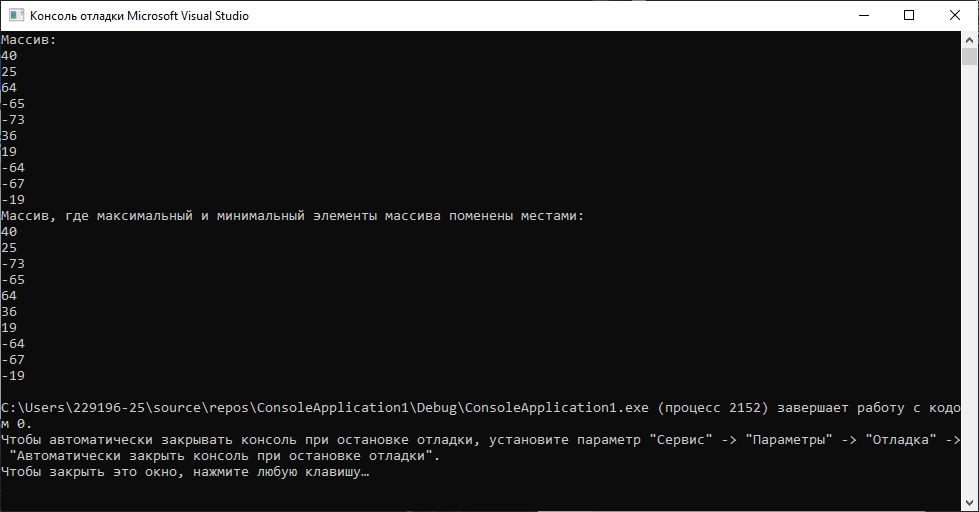 Консоль отладки Microsoft Visual Studio
Массив:
40
25
64
-65
-73
36
19
-64
-67
-19
Массив, где максимальный и минимальный элементы массива поменены местами:
40
25
-73
-65
64
36
19
-64
-67
-19
C:\Users\229196-25\source\repos\ConsoleApplication1\Debug\ConsoleApplication1.exe (процесс 2152) завершает работу с кодо
м 0.
Чтобы автоматически закрывать консоль при остановке отладки, установите параметр "Сервис" -> "Параметры" -> "Отладка" ->
"Автоматически закрыть консоль при остановке отладки".
Чтобы закрыть это окно, нажмите любую клавишу…